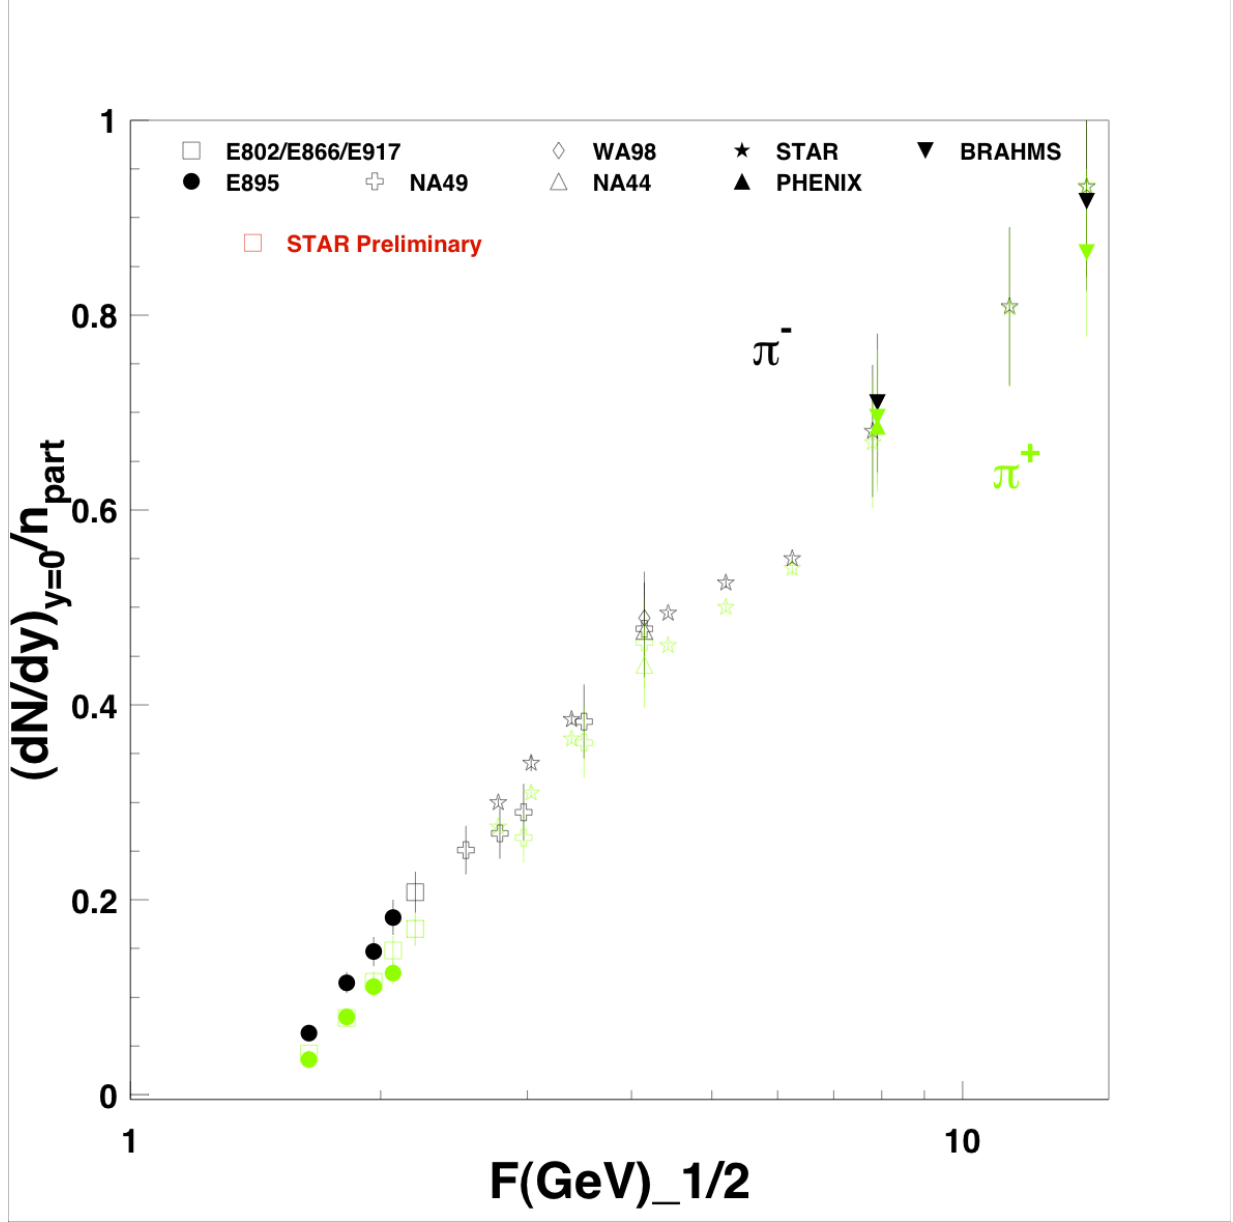 1
E802/E866/E917 WA98 STAR BRAHMS
E895 NA49 NA44 PHENIX
STAR Preliminary
0.8
π-
π+
0.6
(dN/dy)y=0/npart
0.4
0.2
0
1 10
F(GeV)_1/2